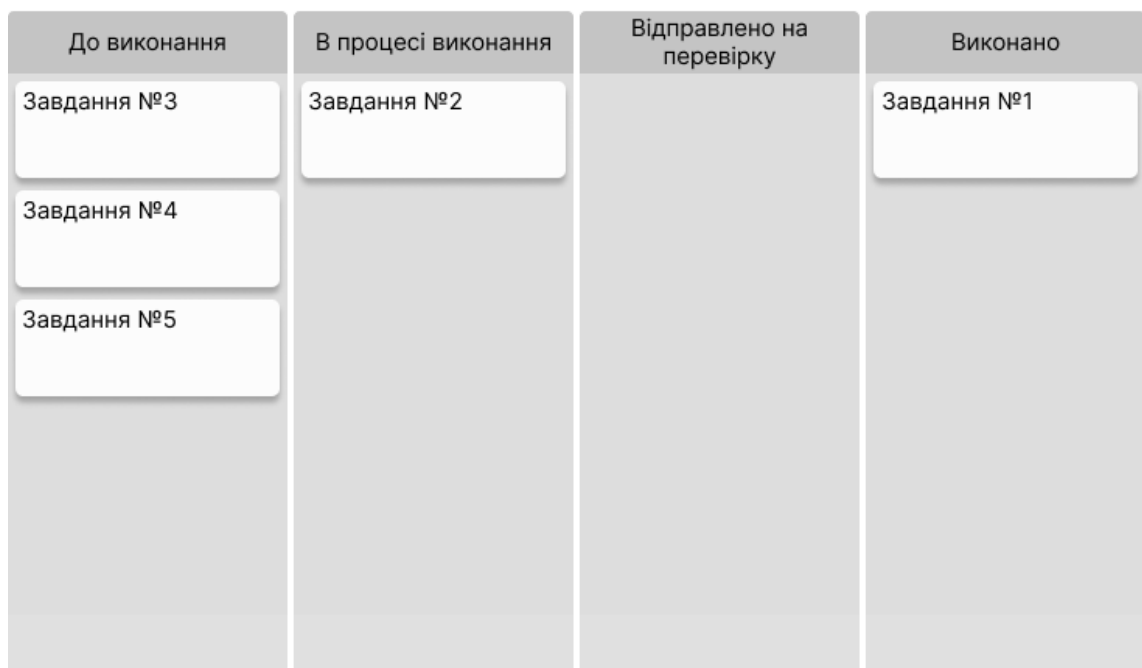 До виконання
Завдання №3
Завдання №4
Завдання №5
В процесі виконання
Завдання №2
Відправлено на
перевірку
Виконано
Завдання №1